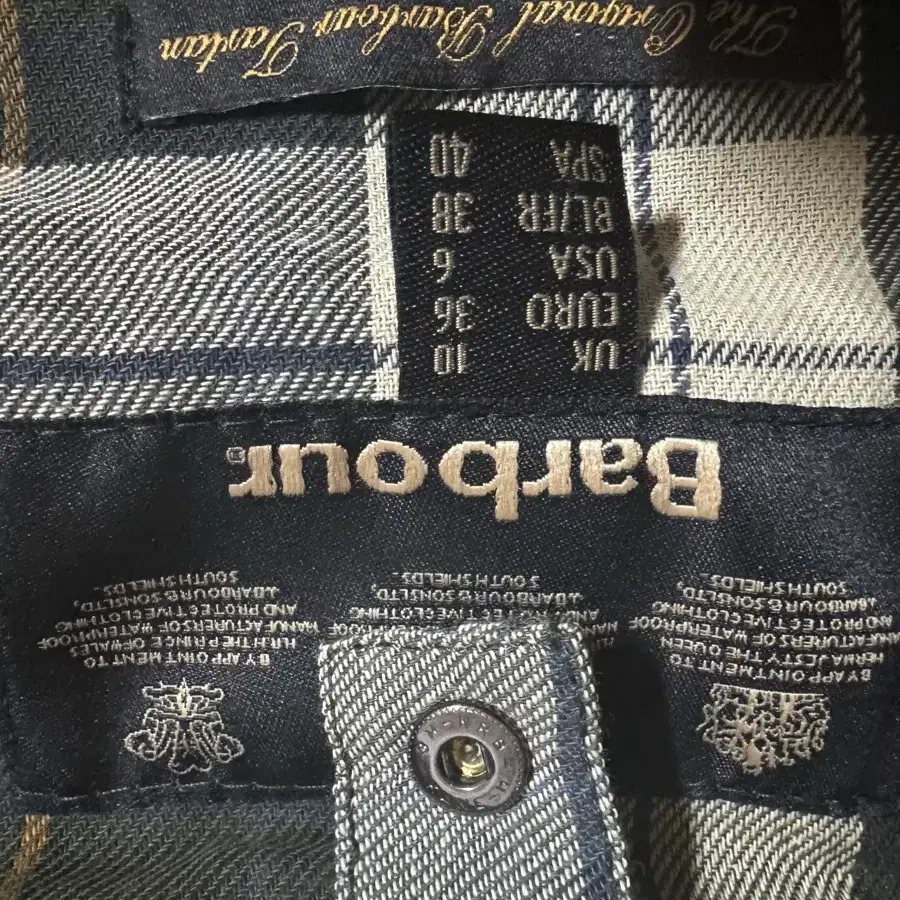 BY APPOINTMENT TO
HER MAJESTY THE QUEEN
MANUFACTURERS OF WATERPROOF
AND PROTECTIVE CLOTHING
J.BARBOUR & SONS LTD,
SOUTH SHIELDS
PROTECTIVE CLOTHING
J.BARBOUR & SONS LTD,
SOUTH SHIELDS.
BY APPOINTMENT TO
H.R.H THE PRINCE OF WALES
MANUFACTURERS OF WATERPROOF
AND PROTECTIVE CLOTHING
J.BARBOUR & SONS LTD,
SOUTH SHIELDS.
Barbour
UK 10
EURO 36
USA 6
BL/FR 38
SPA 40
The Original Barbour Tartan